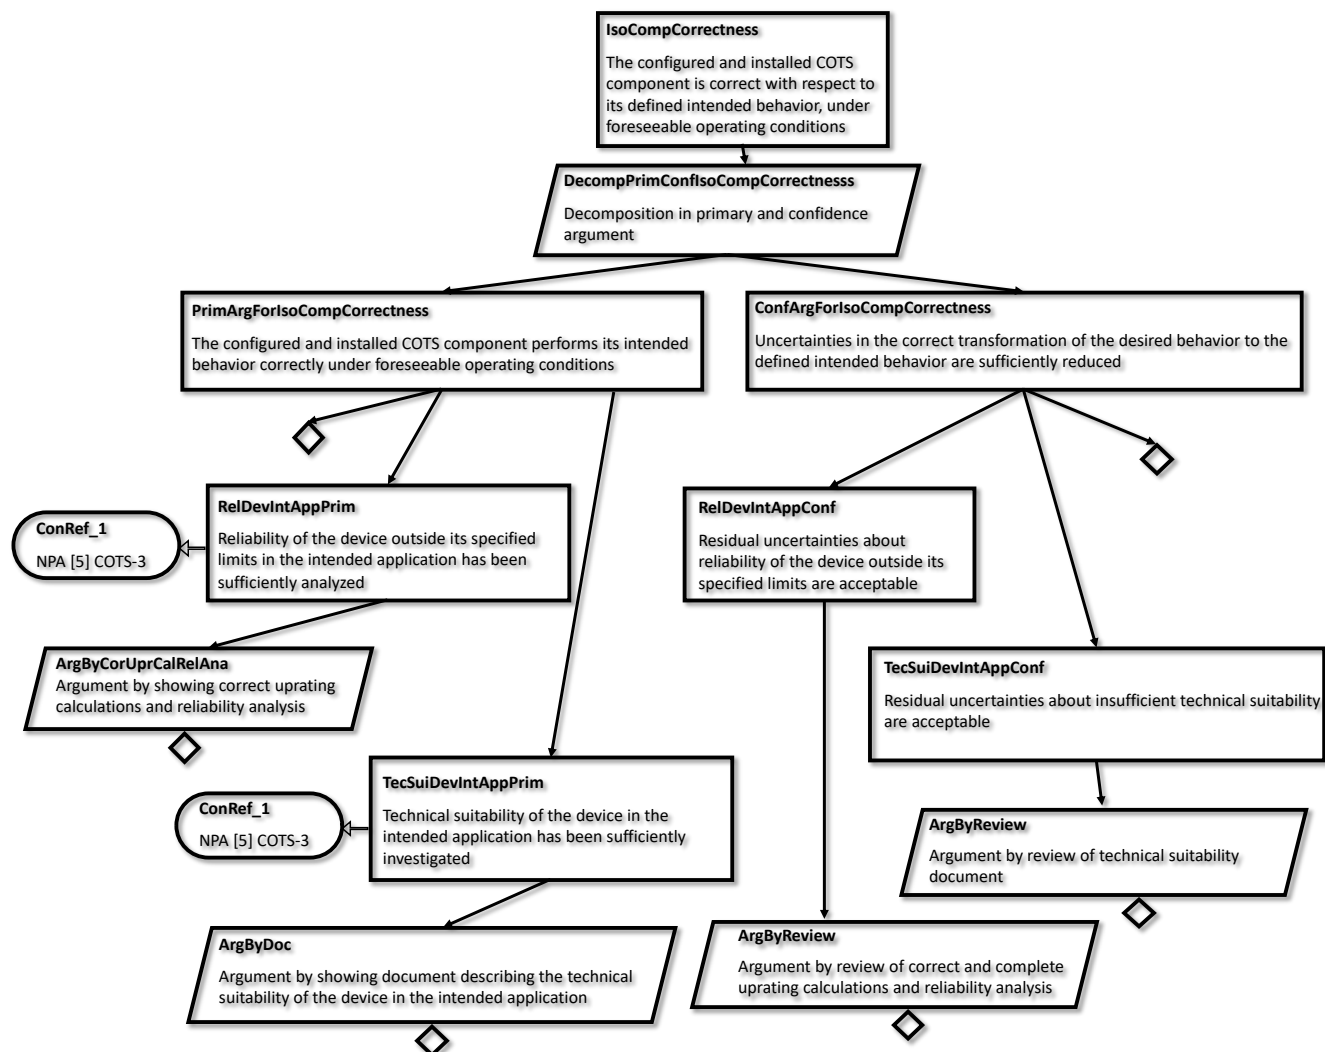 IsoCompCorrectness
The configured and installed COTS
component is correct with respect to
its defined intended behavior, under
foreseeable operating conditions
DecompPrimConfIsoCompCorrectnesss
Decomposition in primary and confidence
argument
PrimArgForIsoCompCorrectness
The configured and installed COTS component performs its intended
behavior correctly under foreseeable operating conditions
ConfArgForIsoCompCorrectness
Uncertainties in the correct transformation of the desired behavior to the
defined intended behavior are sufficiently reduced
ConRef_1
NPA [5] COTS-3
RelDevIntAppPrim
Reliability of the device outside its specified
limits in the intended application has been
sufficiently analyzed
RelDevIntAppConf
Residual uncertainties about
reliability of the device outside its
specified limits are acceptable
ArgByCorUprCalRelAna
Argument by showing correct uprating
calculations and reliability analysis
TecSuiDevIntAppConf
Residual uncertainties about insufficient technical suitability
are acceptable
ConRef_1
NPA [5] COTS-3
TecSuiDevIntAppPrim
Technical suitability of the device in the
intended application has been sufficiently
investigated
ArgByReview
Argument by review of technical suitability
document
ArgByDoc
Argument by showing document describing the technical
suitability of the device in the intended application
ArgByReview
Argument by review of correct and complete
uprating calculations and reliability analysis